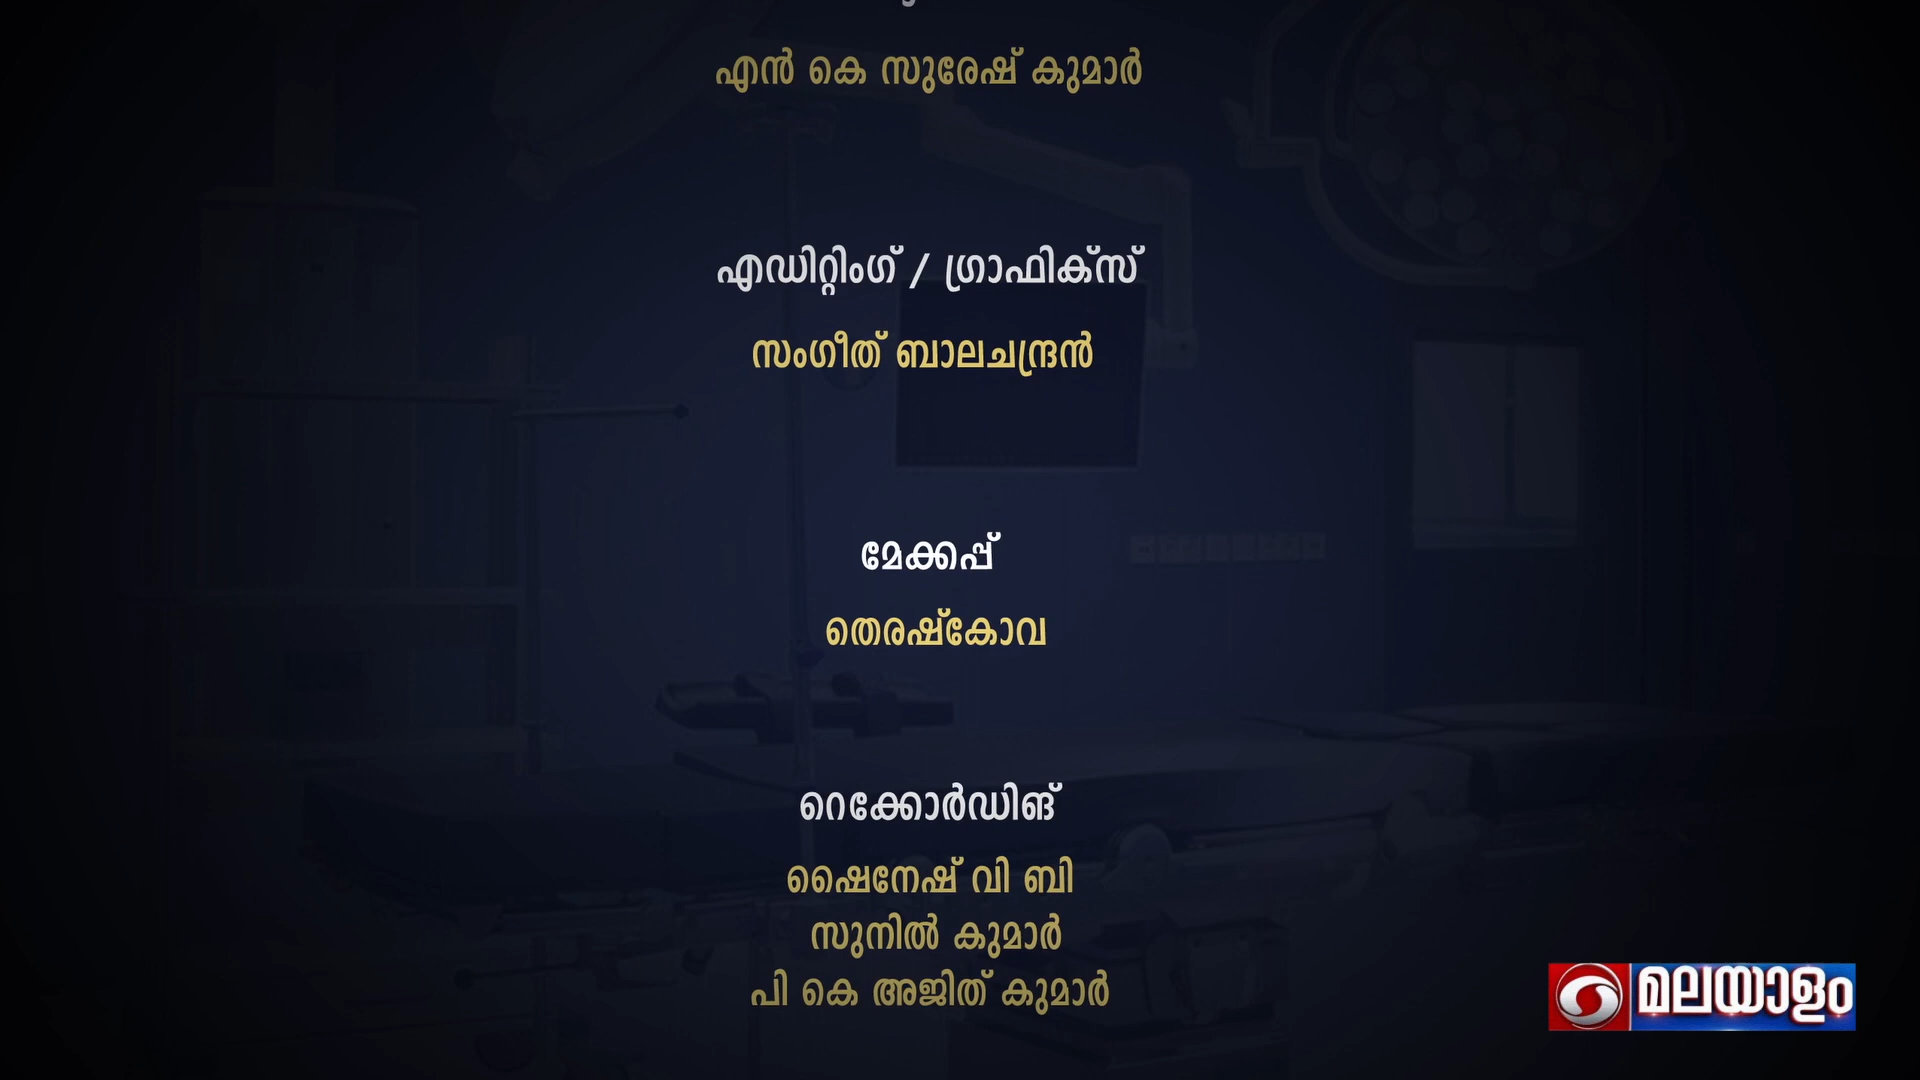 എൻ കെ സുരേഷ് കുമാർ
എഡിറ്റിംഗ് / ഗ്രാഫിക്സ്
സംഗീത് ബാലചന്ദ്രൻ
മേക്കപ്പ്
തെരഷ്കോവ
റെക്കോർഡിങ്
ഷൈനേഷ് വി ബി
സുനിൽ കുമാർ
പി കെ അജിത് കുമാർ
മലയാളം